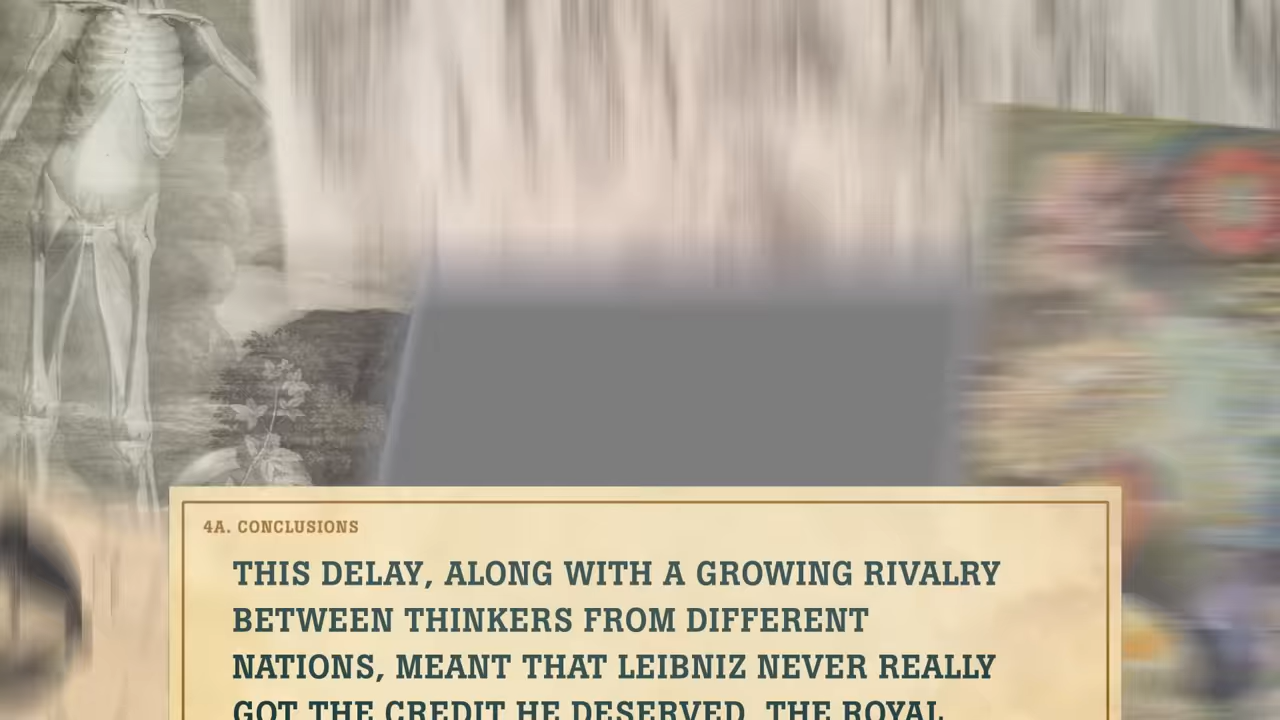 4A. CONCLUSIONS
THIS DELAY, ALONG WITH A GROWING RIVALRY
BETWEEN THINKERS FROM DIFFERENT
NATIONS, MEANT THAT LEIBNIZ NEVER REALLY
GOT THE CREDIT HE DESERVED. THE ROYAL